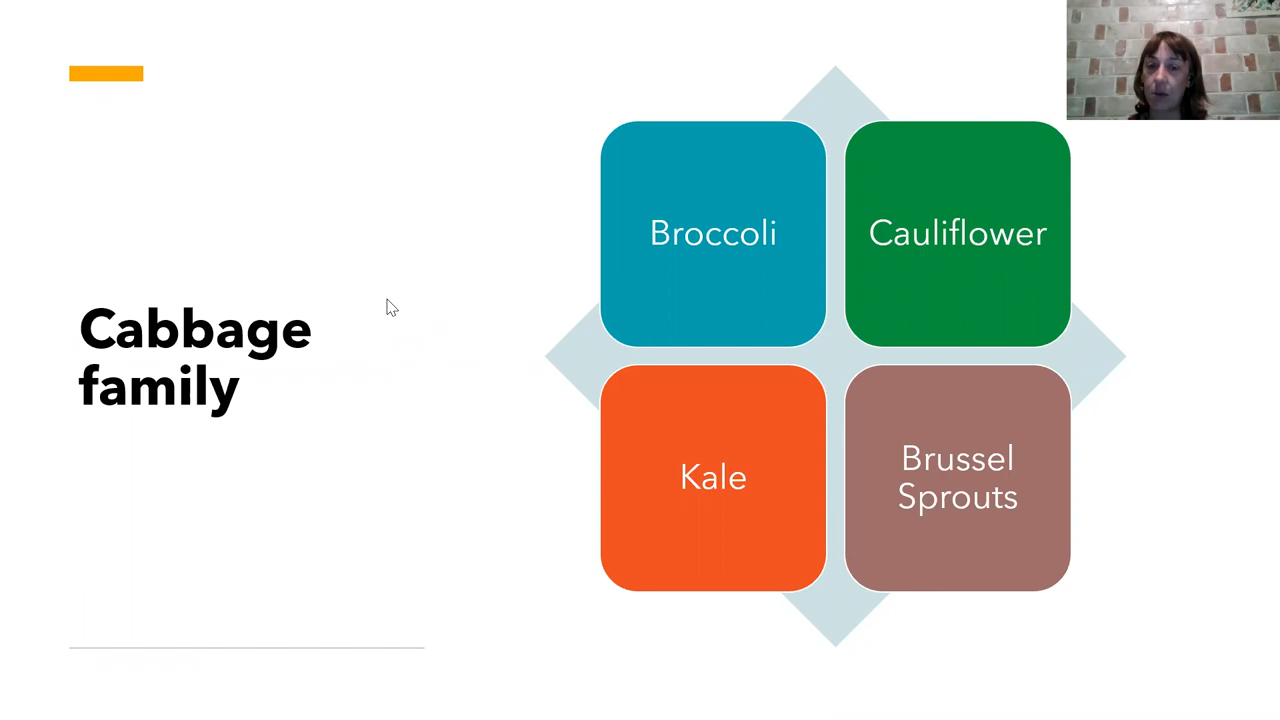 Cabbage
family
Broccoli
Cauliflower
Kale
Brussel
Sprouts